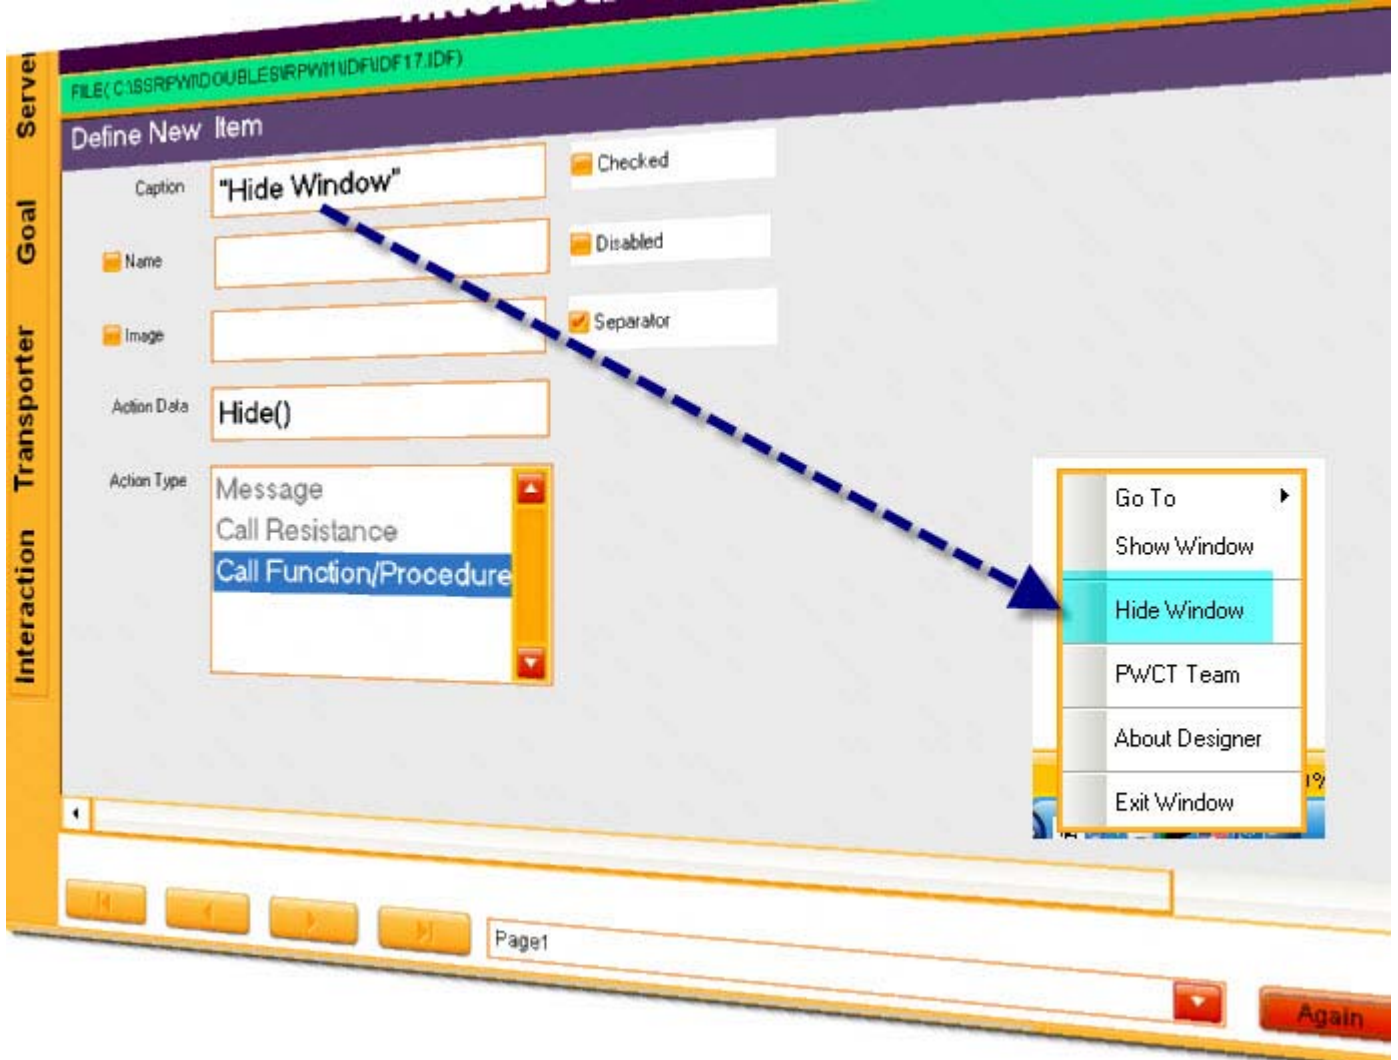 FILE( C:\SSRPWI\DOUBLES\RPWI1\IDF\IDF17.IDF)
Define New Item
Caption
"Hide Window"
Checked
Name
Disabled
Image
Separator
Action Data
Hide()
Action Type
Message
Call Resistance
Call Function/Procedure
Go To
Show Window
Hide Window
PWCT Team
About Designer
Exit Window
Page1
Again
Server
Goal
Transporter
Interaction